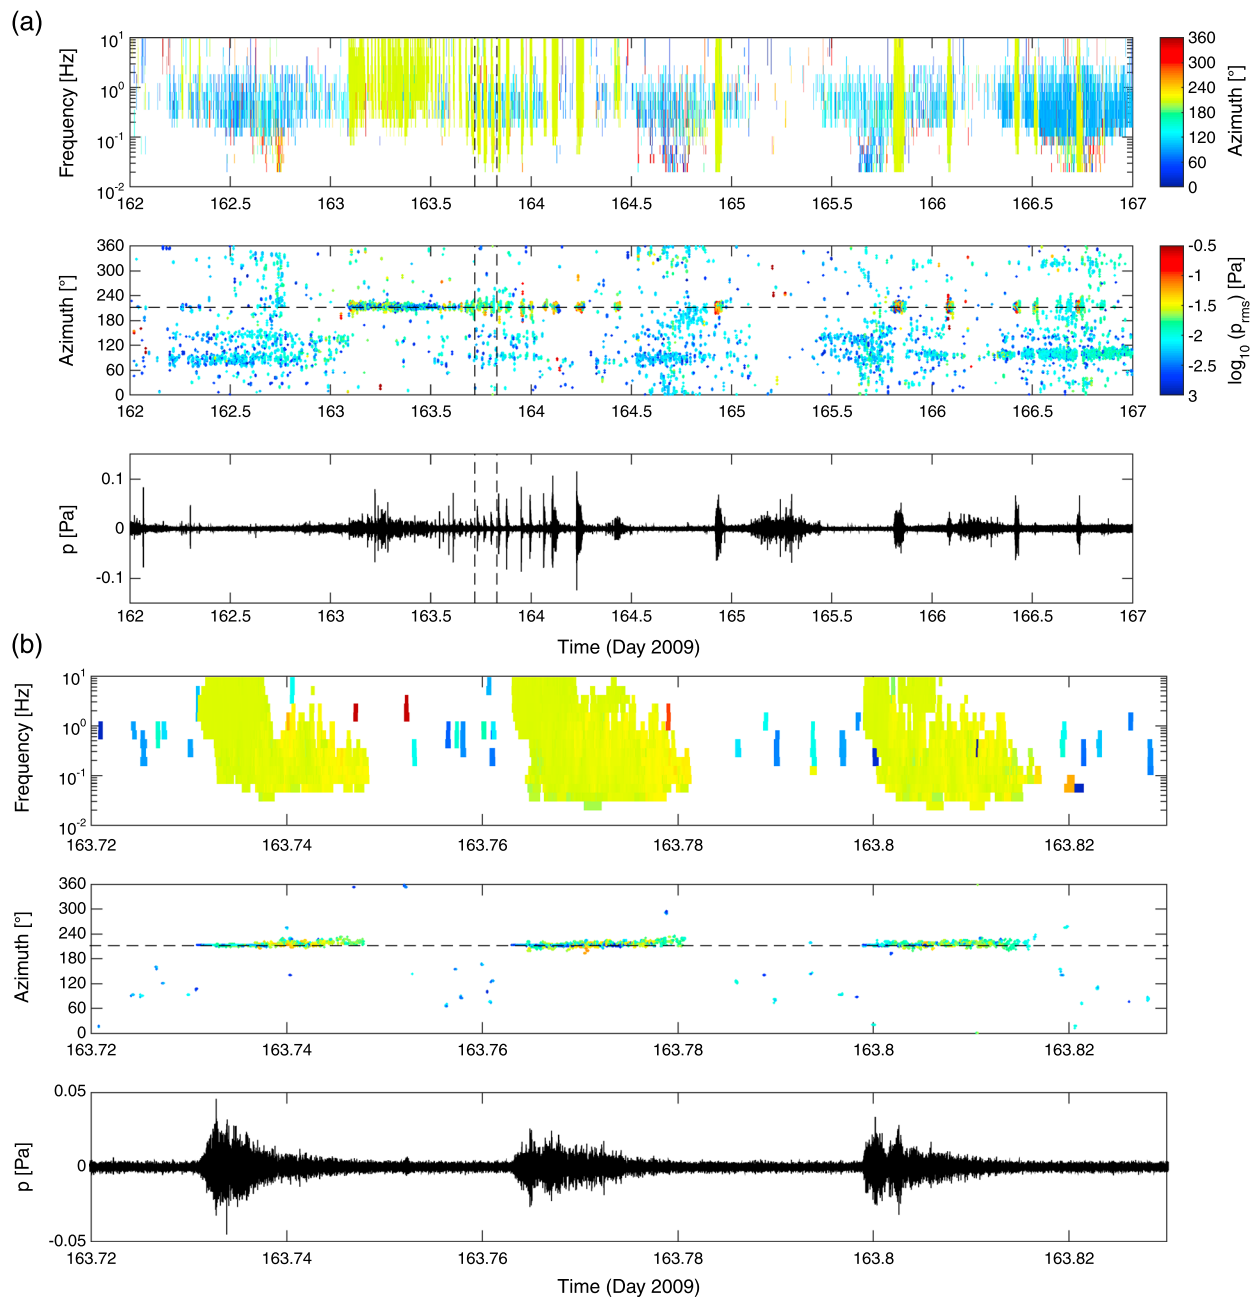 (a)
Frequency [Hz]
10^1
10^0
10^-1
10^-2
162 162.5 163 163.5 164 164.5 165 165.5 166 166.5 167
360
300
240
180
120
60
0
Azimuth [°]
Azimuth [°]
360
300
240
180
120
60
0
162 162.5 163 163.5 164 164.5 165 165.5 166 166.5 167
-0.5
-1
-1.5
-2
-2.5
3
log10 (prms) [Pa]
p [Pa]
0.1
0
-0.1
162 162.5 163 163.5 164 164.5 165 165.5 166 166.5 167
Time (Day 2009)
(b)
Frequency [Hz]
10^1
10^0
10^-1
10^-2
163.72 163.74 163.76 163.78 163.8 163.82
Azimuth [°]
360
300
240
180
120
60
0
163.72 163.74 163.76 163.78 163.8 163.82
p [Pa]
0.05
0
-0.05
163.72 163.74 163.76 163.78 163.8 163.82
Time (Day 2009)